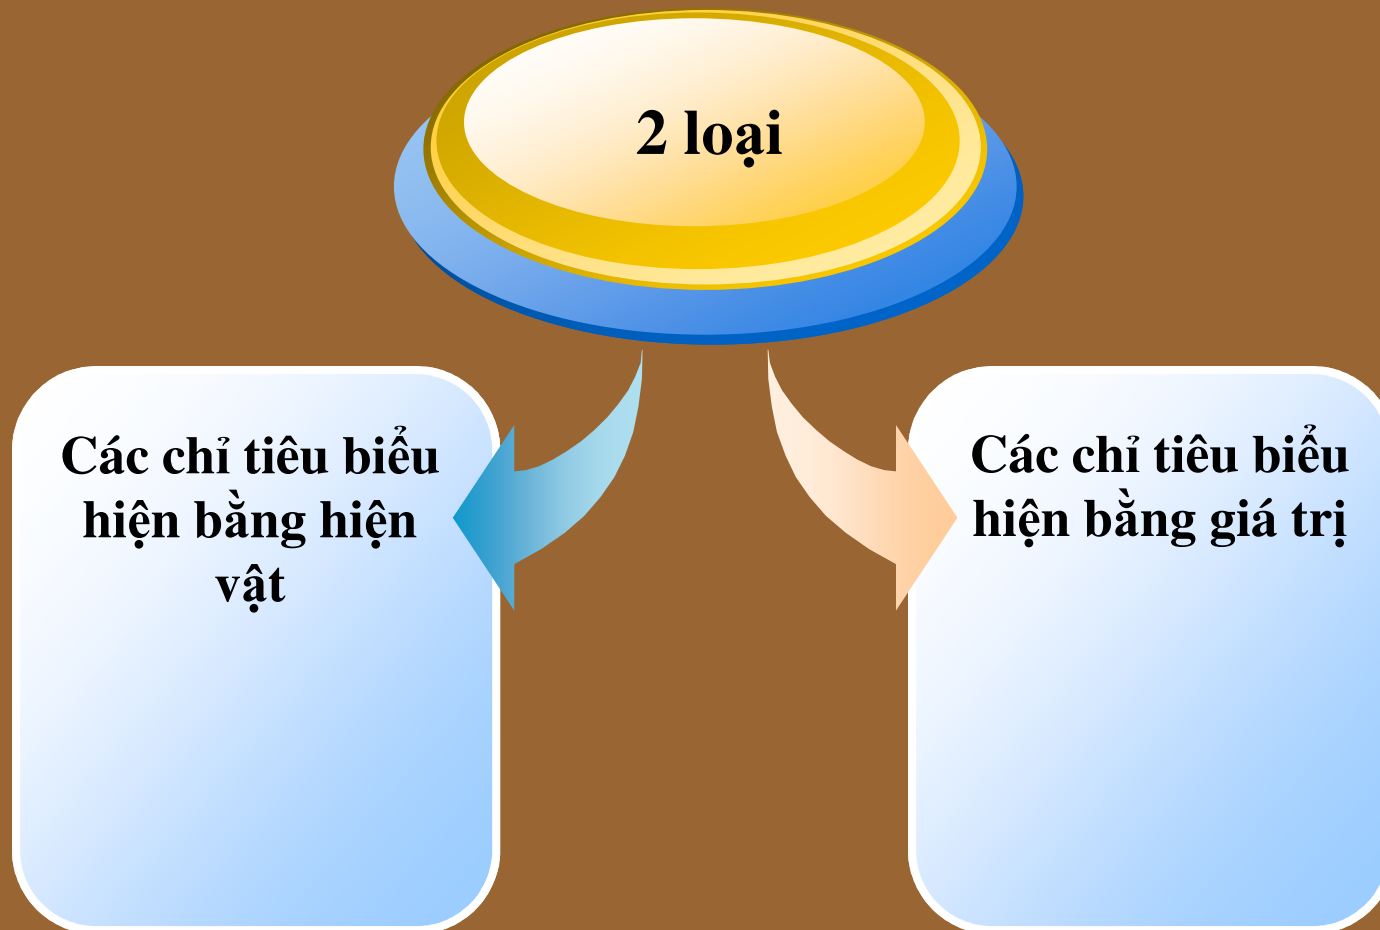 2 loại
Các chỉ tiêu biểu
hiện bằng hiện
vật
Các chỉ tiêu biểu
hiện bằng giá trị